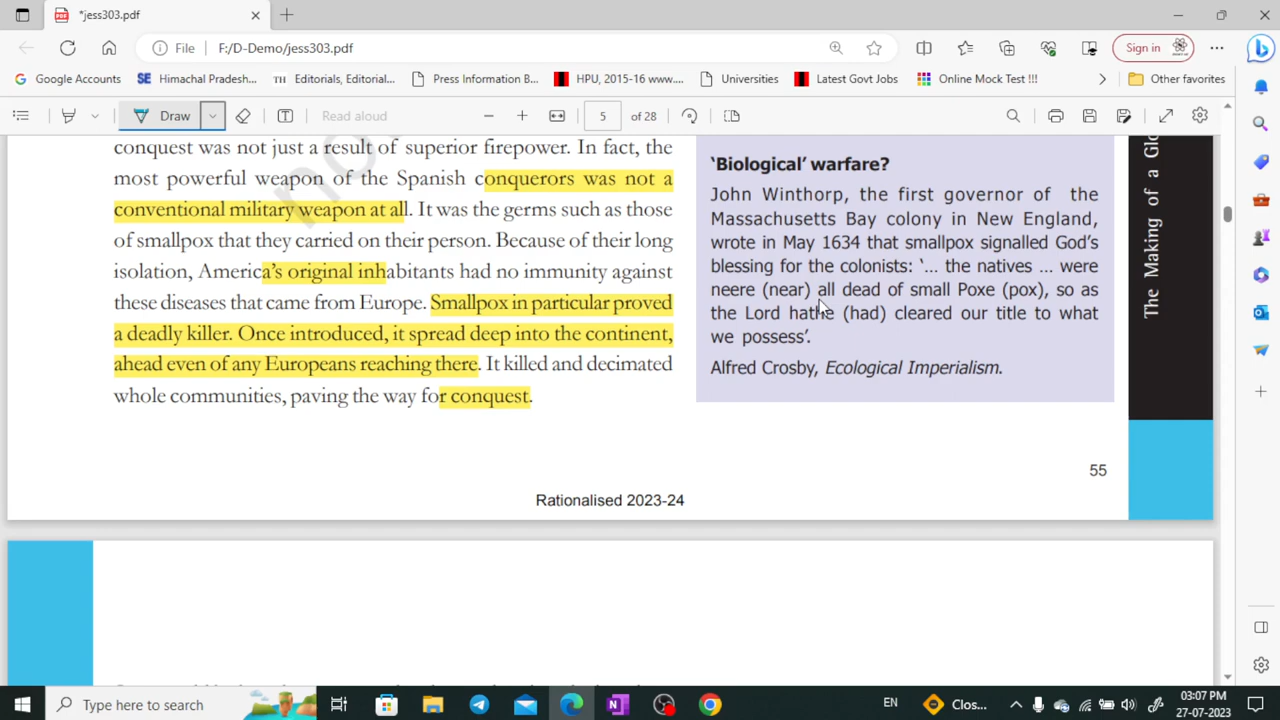 *jess303.pdf
File
F:/D-Demo/jess303.pdf
Sign in
Google Accounts
SE Himachal Pradesh...
TH Editorials, Editorial...
Press Information B...
HPU, 2015-16 www....
Universities
Latest Govt Jobs
Online Mock Test !!!
Other favorites
Draw
Read aloud
5 of 28
conquest was not just a result of superior firepower. In fact, the
most powerful weapon of the Spanish conquerors was not a
conventional military weapon at all. It was the germs such as those
of smallpox that they carried on their person. Because of their long
isolation, America's original inhabitants had no immunity against
these diseases that came from Europe. Smallpox in particular proved
a deadly killer. Once introduced, it spread deep into the continent,
ahead even of any Europeans reaching there. It killed and decimated
whole communities, paving the way for conquest.
‘Biological’ warfare?
John Winthorp, the first governor of the
Massachusetts Bay colony in New England,
wrote in May 1634 that smallpox signalled God’s
blessing for the colonists: ‘... the natives ... were
neere (near) all dead of small Poxe (pox), so as
the Lord hathe (had) cleared our title to what
we possess’.
Alfred Crosby, Ecological Imperialism.
The Making of a Glo
55
Rationalised 2023-24
Type here to search
EN
Clos...
03:07 PM
27-07-2023